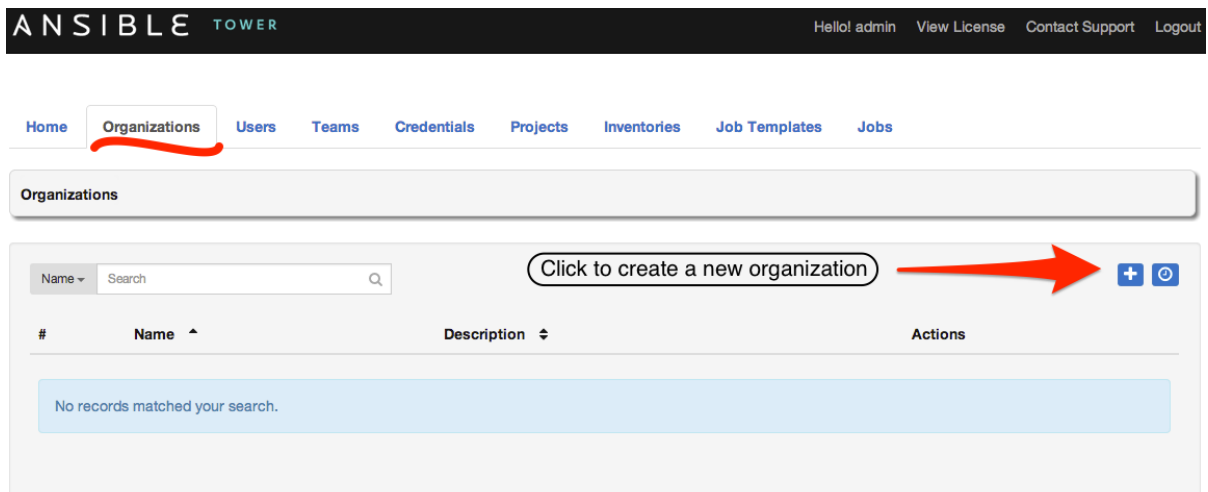 ANSIBLE TOWER Hello! admin View License Contact Support Logout
Home Organizations Users Teams Credentials Projects Inventories Job Templates Jobs
Organizations
Name Search Click to create a new organization
# Name Description Actions
No records matched your search.